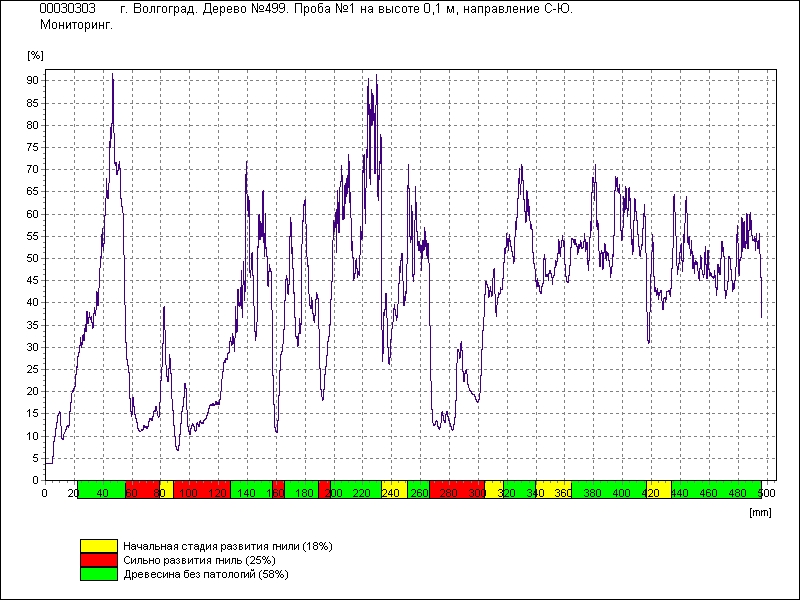 00030303 г. Волгоград. Дерево №499. Проба №1 на высоте 0,1 м, направление С-Ю.
Мониторинг.
[%]
90
85
80
75
70
65
60
55
50
45
40
35
30
25
20
15
10
5
0
0 20 40 60 80 100 120 140 160 180 200 220 240 260 280 300 320 340 360 380 400 420 440 460 480 500
[mm]
Начальная стадия развития гнили (18%)
Сильно развития гниль (25%)
Древесина без патологий (58%)